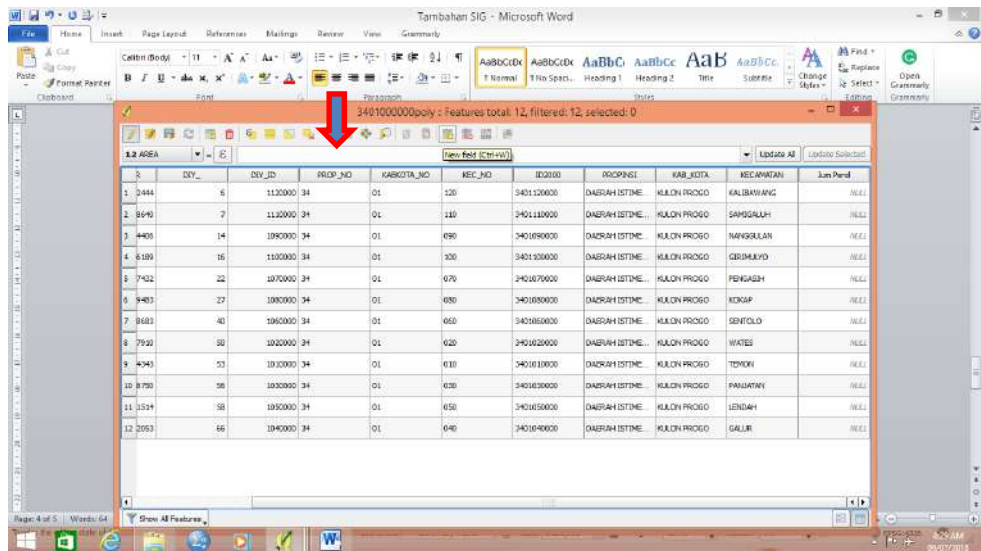 Tambahan SIG - Microsoft Word
File Home Insert Page Layout References Mailings Review View Grammarly
Cut
Copy
Paste
Format Painter
Clipboard
Calibri (Body) 11
Font
Paragraph
AaBbCcDc AaBbCcDc AaBbC AaBbCc AaB AaBbCc.
¶ Normal ¶ No Spaci... Heading 1 Heading 2 Title Subtitle
Change Styles
Styles
Find
Replace
Select
Editing
Open Grammarly
Grammarly
3401000000poly :: Features total: 12, filtered: 12, selected: 0
1.2 AREA = ε Update All Update Selected
New field (Ctrl+W)
DIY_ DIY_ID PROP_NO KABKOTA_NO KEC_NO ID2000 PROPINSI KAB_KOTA KECAMATAN
1 2444 6 1120000 34 01 120 3401120000 DAERAH ISTIME... KULON PROGO KALIBAWANG NULL
2 8640 7 1110000 34 01 110 3401110000 DAERAH ISTIME... KULON PROGO SAMIGALUH NULL
3 4406 14 1090000 34 01 090 3401090000 DAERAH ISTIME... KULON PROGO NANGGULAN NULL
4 6189 16 1100000 34 01 100 3401100000 DAERAH ISTIME... KULON PROGO GIRIMULYO NULL
5 7432 22 1070000 34 01 070 3401070000 DAERAH ISTIME... KULON PROGO PENGASIH NULL
6 9483 27 1080000 34 01 080 3401080000 DAERAH ISTIME... KULON PROGO KOKAP NULL
7 8683 40 1060000 34 01 060 3401060000 DAERAH ISTIME... KULON PROGO SENTOLO NULL
8 7910 50 1020000 34 01 020 3401020000 DAERAH ISTIME... KULON PROGO WATES NULL
9 4343 53 1010000 34 01 010 3401010000 DAERAH ISTIME... KULON PROGO TEMON NULL
10 8750 56 1030000 34 01 030 3401030000 DAERAH ISTIME... KULON PROGO PANJATAN NULL
11 1514 58 1050000 34 01 050 3401050000 DAERAH ISTIME... KULON PROGO LENDAH NULL
12 2053 66 1040000 34 01 040 3401040000 DAERAH ISTIME... KULON PROGO GALUR NULL
Show All Features
Page: 4 of 5 Words: 64
6:29 AM